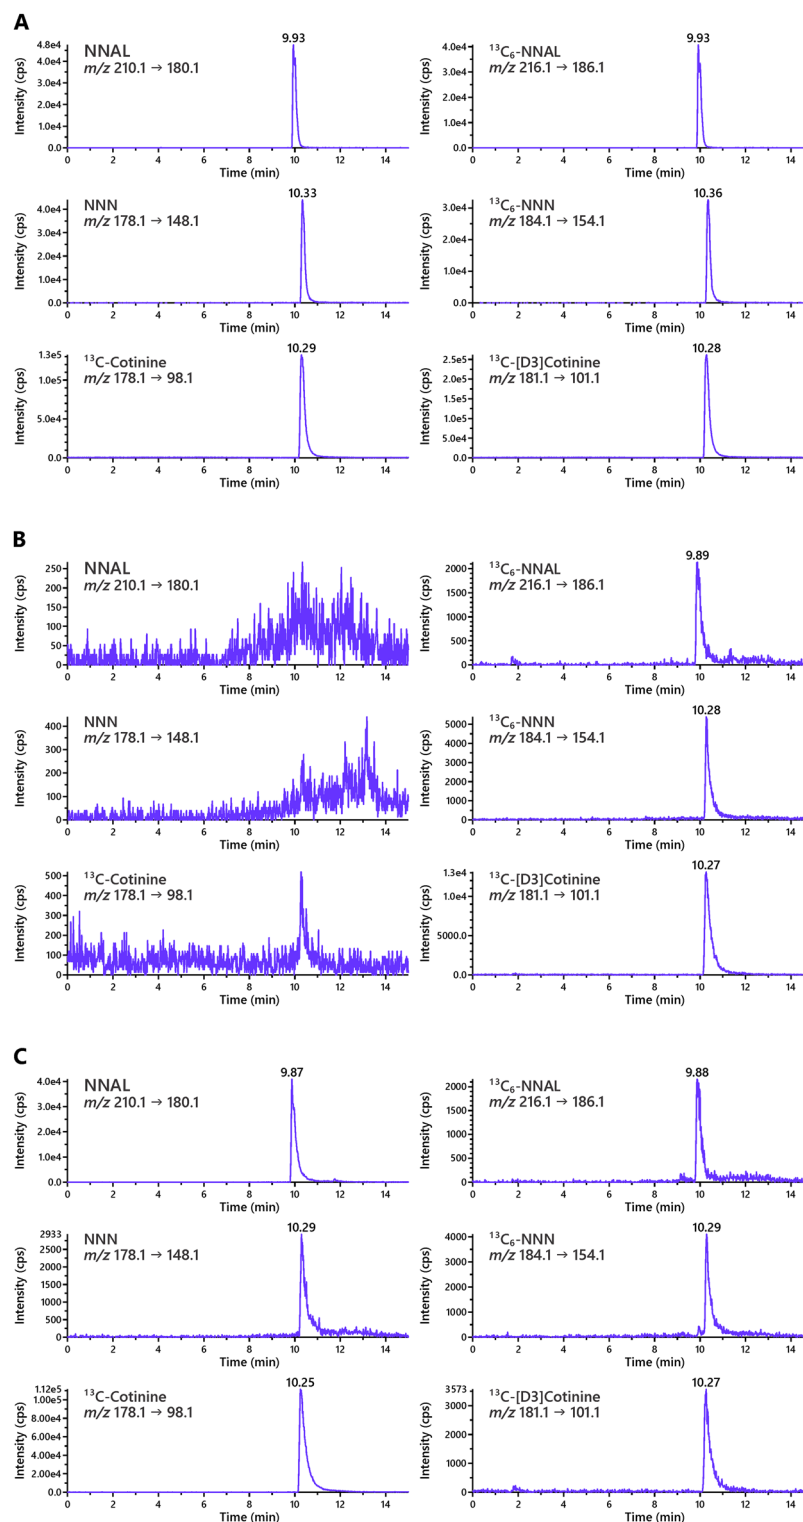 A
NNAL
m/z 210.1 → 180.1
9.93
Intensity (cps)
4.8e4
4.0e4
3.0e4
2.0e4
1.0e4
0.0
0 2 4 6 8 10 12 14
Time (min)
¹³C₆-NNAL
m/z 216.1 → 186.1
9.93
Intensity (cps)
4.0e4
3.0e4
2.0e4
1.0e4
0.0
0 2 4 6 8 10 12 14
Time (min)
NNN
m/z 178.1 → 148.1
10.33
Intensity (cps)
4.0e4
3.0e4
2.0e4
1.0e4
0.0
0 2 4 6 8 10 12 14
Time (min)
¹³C₆-NNN
m/z 184.1 → 154.1
10.36
Intensity (cps)
3.0e4
2.0e4
1.0e4
0.0
0 2 4 6 8 10 12 14
Time (min)
¹³C-Cotinine
m/z 178.1 → 98.1
10.29
Intensity (cps)
1.3e5
1.0e5
5.0e4
0.0
0 2 4 6 8 10 12 14
Time (min)
¹³C-[D3]Cotinine
m/z 181.1 → 101.1
10.28
Intensity (cps)
2.5e5
2.0e5
1.5e5
1.0e5
5.0e4
0.0
0 2 4 6 8 10 12 14
Time (min)
B
NNAL
m/z 210.1 → 180.1
Intensity (cps)
250
200
150
100
50
0
0 2 4 6 8 10 12 14
Time (min)
¹³C₆-NNAL
m/z 216.1 → 186.1
9.89
Intensity (cps)
2000
1500
1000
500
0
0 2 4 6 8 10 12 14
Time (min)
NNN
m/z 178.1 → 148.1
Intensity (cps)
400
300
200
100
0
0 2 4 6 8 10 12 14
Time (min)
¹³C₆-NNN
m/z 184.1 → 154.1
10.28
Intensity (cps)
5000
4000
3000
2000
1000
0
0 2 4 6 8 10 12 14
Time (min)
¹³C-Cotinine
m/z 178.1 → 98.1
Intensity (cps)
500
400
300
200
100
0
0 2 4 6 8 10 12 14
Time (min)
¹³C-[D3]Cotinine
m/z 181.1 → 101.1
10.27
Intensity (cps)
1.3e4
1.0e4
5000.0
0.0
0 2 4 6 8 10 12 14
Time (min)
C
NNAL
m/z 210.1 → 180.1
9.87
Intensity (cps)
4.0e4
3.0e4
2.0e4
1.0e4
0.0
0 2 4 6 8 10 12 14
Time (min)
¹³C₆-NNAL
m/z 216.1 → 186.1
9.88
Intensity (cps)
2000
1500
1000
500
0
0 2 4 6 8 10 12 14
Time (min)
NNN
m/z 178.1 → 148.1
10.29
Intensity (cps)
2933
2500
2000
1500
1000
500
0
0 2 4 6 8 10 12 14
Time (min)
¹³C₆-NNN
m/z 184.1 → 154.1
10.29
Intensity (cps)
4000
3000
2000
1000
0
0 2 4 6 8 10 12 14
Time (min)
¹³C-Cotinine
m/z 178.1 → 98.1
10.25
Intensity (cps)
1.12e5
1.00e5
8.00e4
6.00e4
4.00e4
2.00e4
0.00
0 2 4 6 8 10 12 14
Time (min)
¹³C-[D3]Cotinine
m/z 181.1 → 101.1
10.27
Intensity (cps)
3573
3000
2000
1000
0
0 2 4 6 8 10 12 14
Time (min)